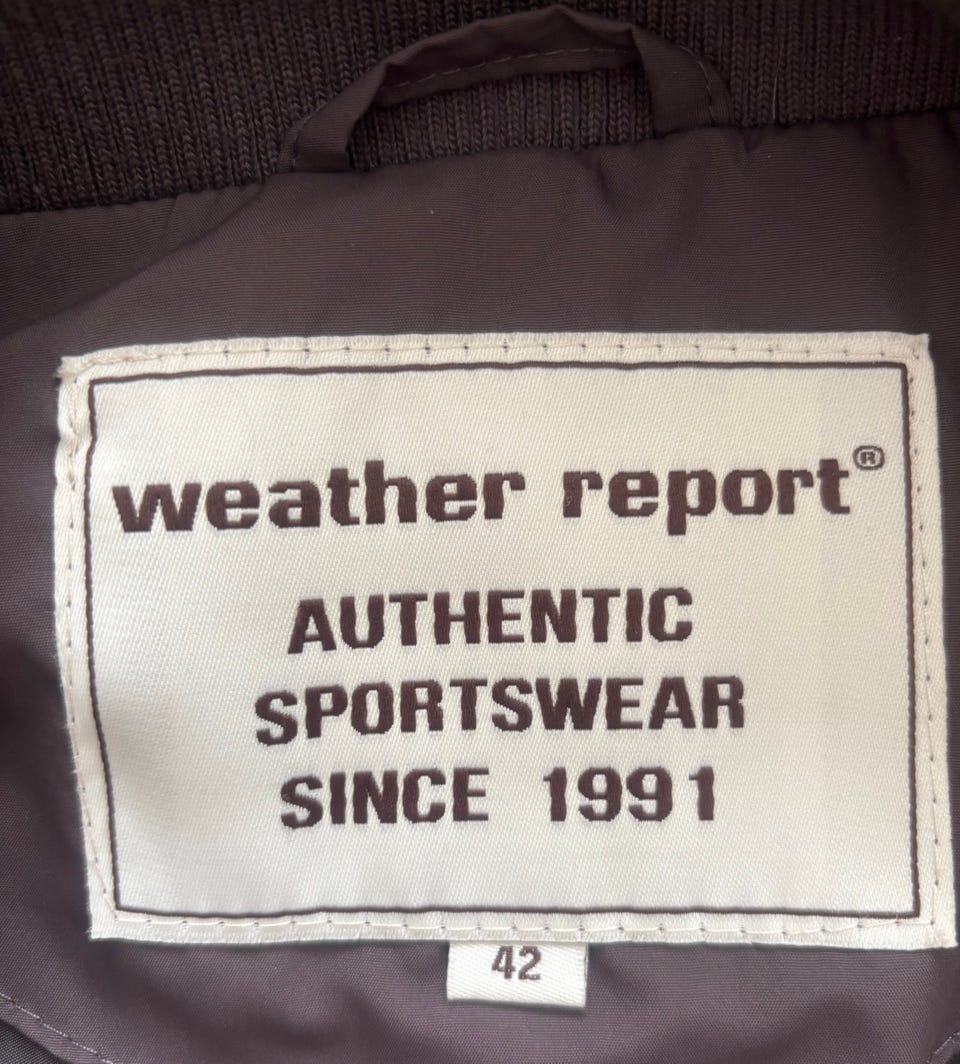 weather report®
AUTHENTIC
SPORTSWEAR
SINCE 1991
42